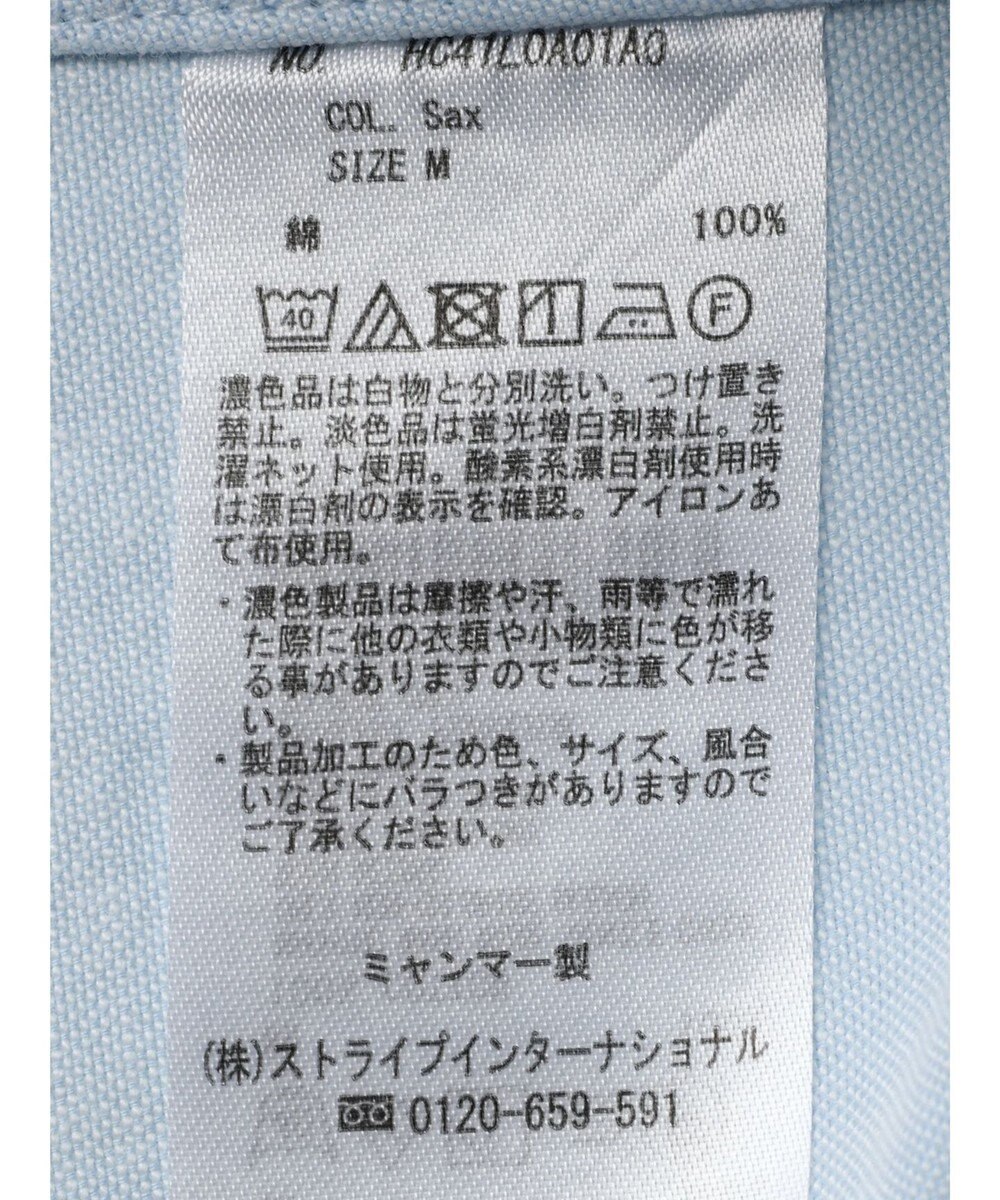 NO. HC41L0A01A0
COL. Sax
SIZE M
綿 100%
40 F
濃色品は白物と分別洗い。つけ置き
禁止。淡色品は蛍光増白剤禁止。洗
濯ネット使用。酸素系漂白剤使用時
は漂白剤の表示を確認。アイロンあ
て布使用。
・濃色製品は摩擦や汗、雨等で濡れ
た際に他の衣類や小物類に色が移
る事がありますのでご注意くださ
い。
・製品加工のため色、サイズ、風合
いなどにバラつきがありますので
ご了承ください。
ミャンマー製
(株)ストライプインターナショナル
0120-659-591